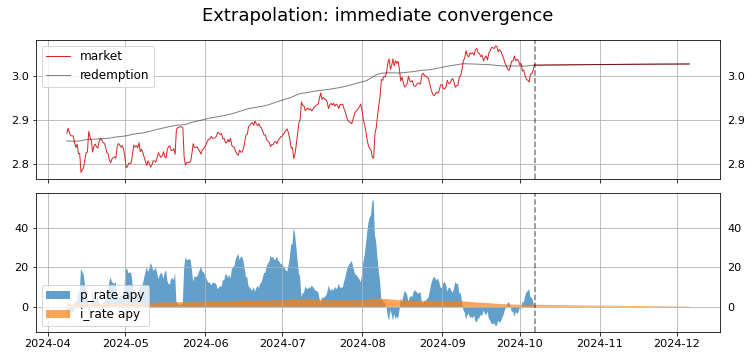 Extrapolation: immediate convergence
market
redemption
3.0
2.9
2.8
3.0
2.9
2.8
40
20
0
40
20
0
p_rate apy
i_rate apy
2024-04 2024-05 2024-06 2024-07 2024-08 2024-09 2024-10 2024-11 2024-12